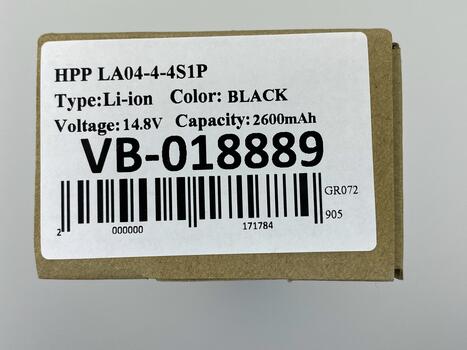 HPP LA04-4-4S1P
Type:Li-ion Color: BLACK
Voltage: 14.8V Capacity: 2600mAh
VB-018889
GR072
905
2 000000 171784